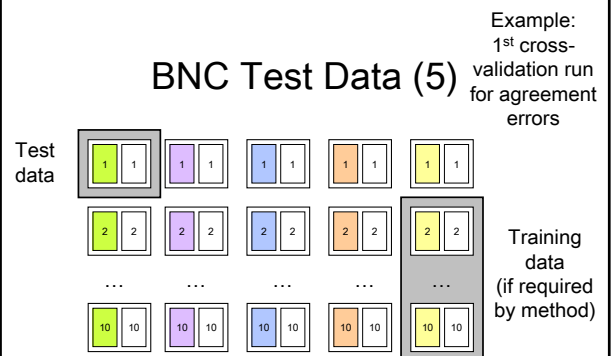 BNC Test Data (5)
Example:
1st cross-
validation run
for agreement
errors
Test
data
1 1 1 1 1 1 1 1 1 1
2 2 2 2 2 2 2 2 2 2
… … … … …
10 10 10 10 10 10 10 10 10 10
Training
data
(if required
by method)